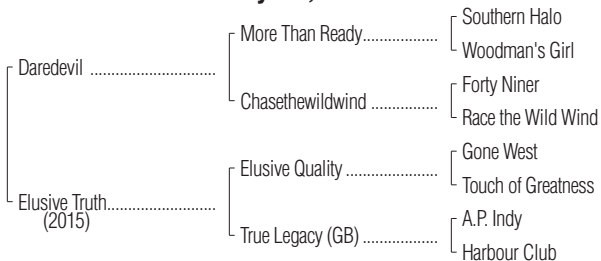 Southern Halo
More Than Ready..................
Woodman's Girl
Daredevil ..............................
Forty Niner
Chasethewildwind ................
Race the Wild Wind
Gone West
Elusive Quality ......................
Touch of Greatness
Elusive Truth..........................
(2015)
A.P. Indy
True Legacy (GB) ..................
Harbour Club